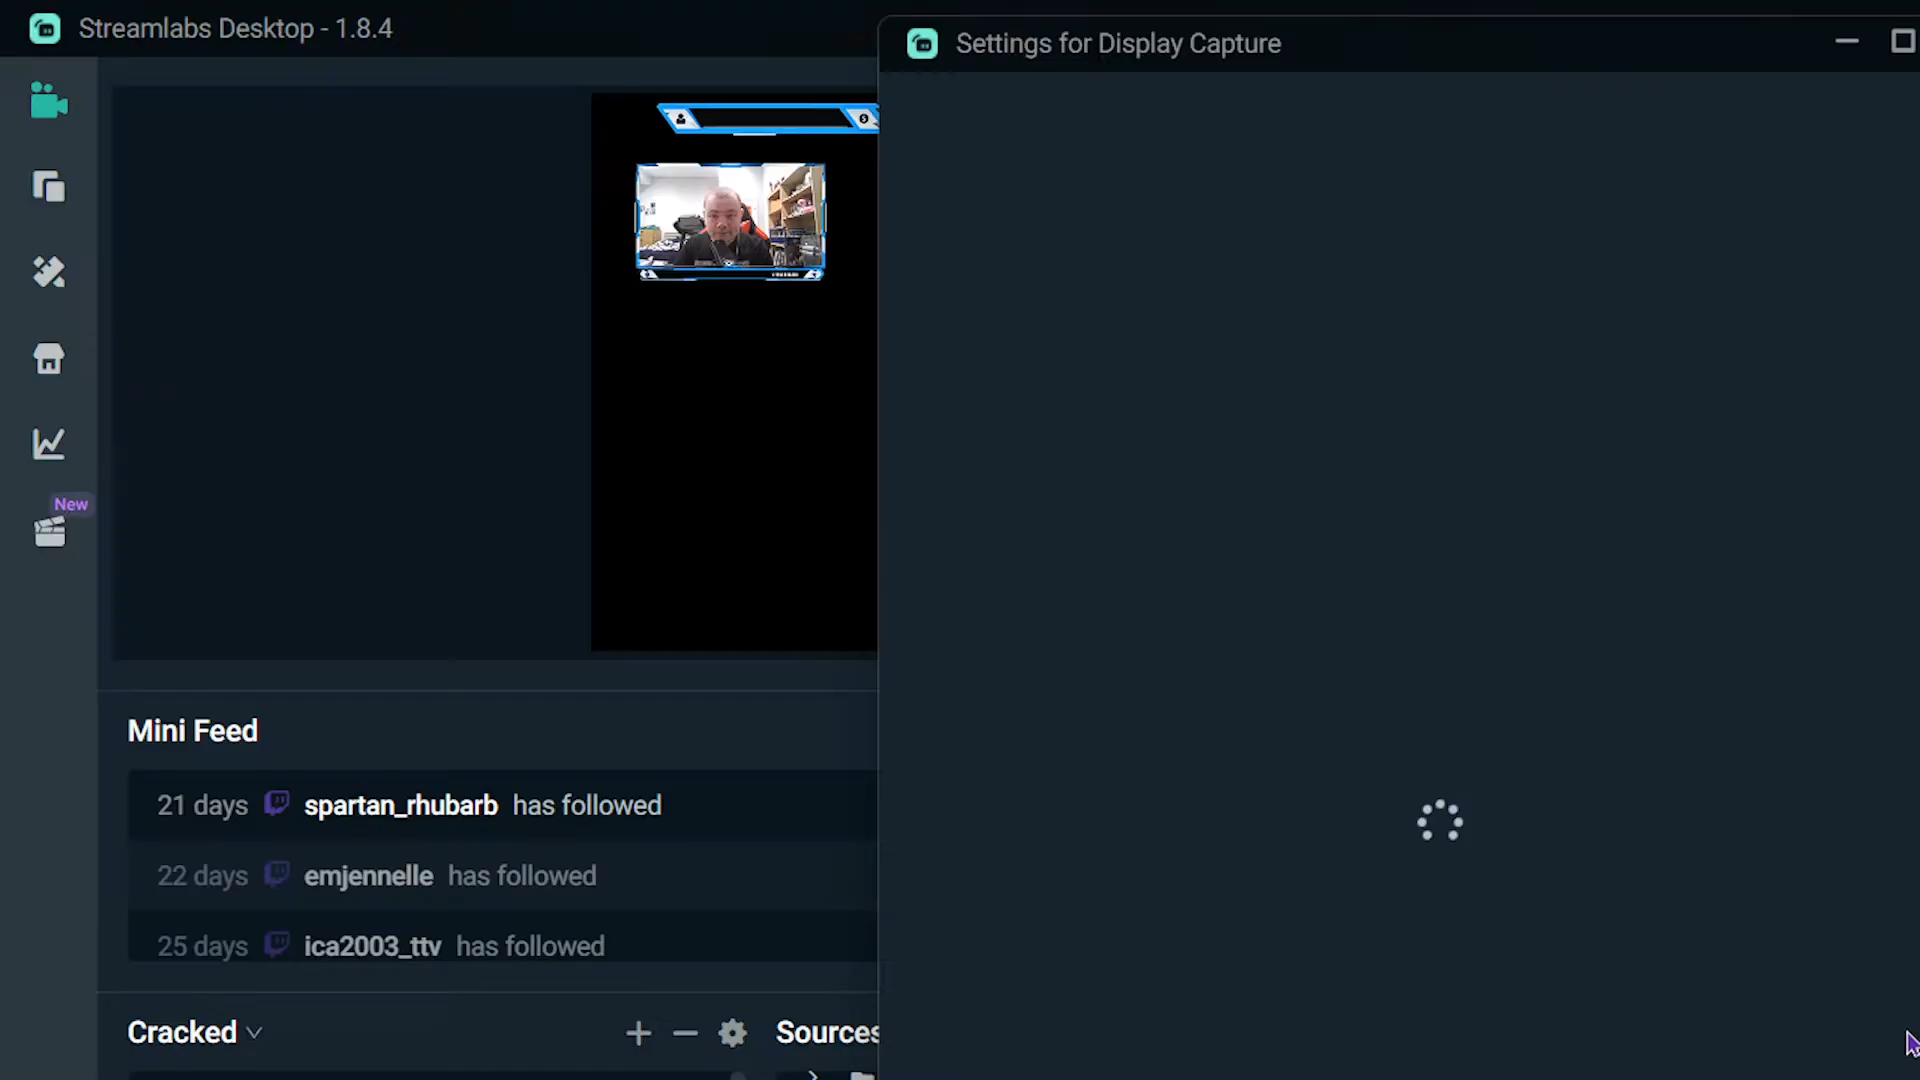 Streamlabs Desktop - 1.8.4
Settings for Display Capture
New
Mini Feed
21 days spartan_rhubarb has followed
22 days emjennelle has followed
25 days ica2003_ttv has followed
Cracked
Sources